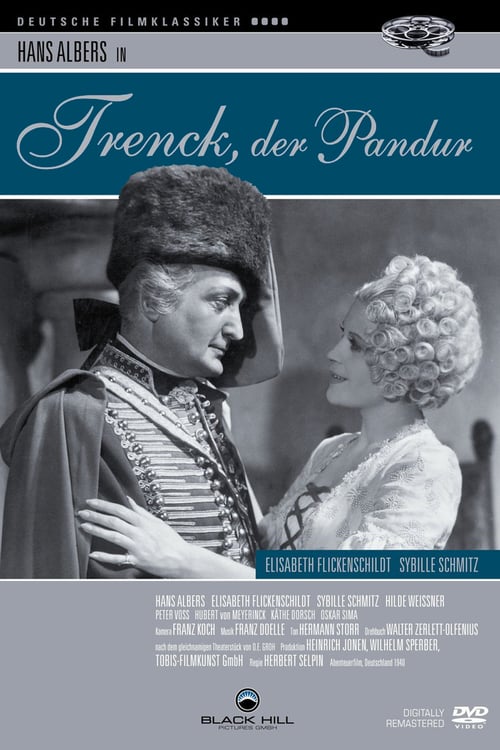 DEUTSCHE FILMKLASSIKER
HANS ALBERS IN
Trenck, der Pandur
ELISABETH FLICKENSCHILDT SYBILLE SCHMITZ
HANS ALBERS ELISABETH FLICKENSCHILDT SYBILLE SCHMITZ HILDE WEISSNER
PETER VOSS HUBERT von MEYERINCK KÄTHE DORSCH OSKAR SIMA
Kamera FRANZ KOCH Musik FRANZ DOELLE Ton HERMANN STORR Drehbuch WALTER ZERLETT-OLFENIUS
nach dem gleichnamigen Theaterstück von O.E. GROH Produktion HEINRICH JONEN, WILHELM SPERBER,
TOBIS-FILMKUNST GmbH Regie HERBERT SELPIN Abenteuerfilm, Deutschland 1940
BLACK HILL
PICTURES GMBH
DIGITALLY
REMASTERED
DVD
VIDEO